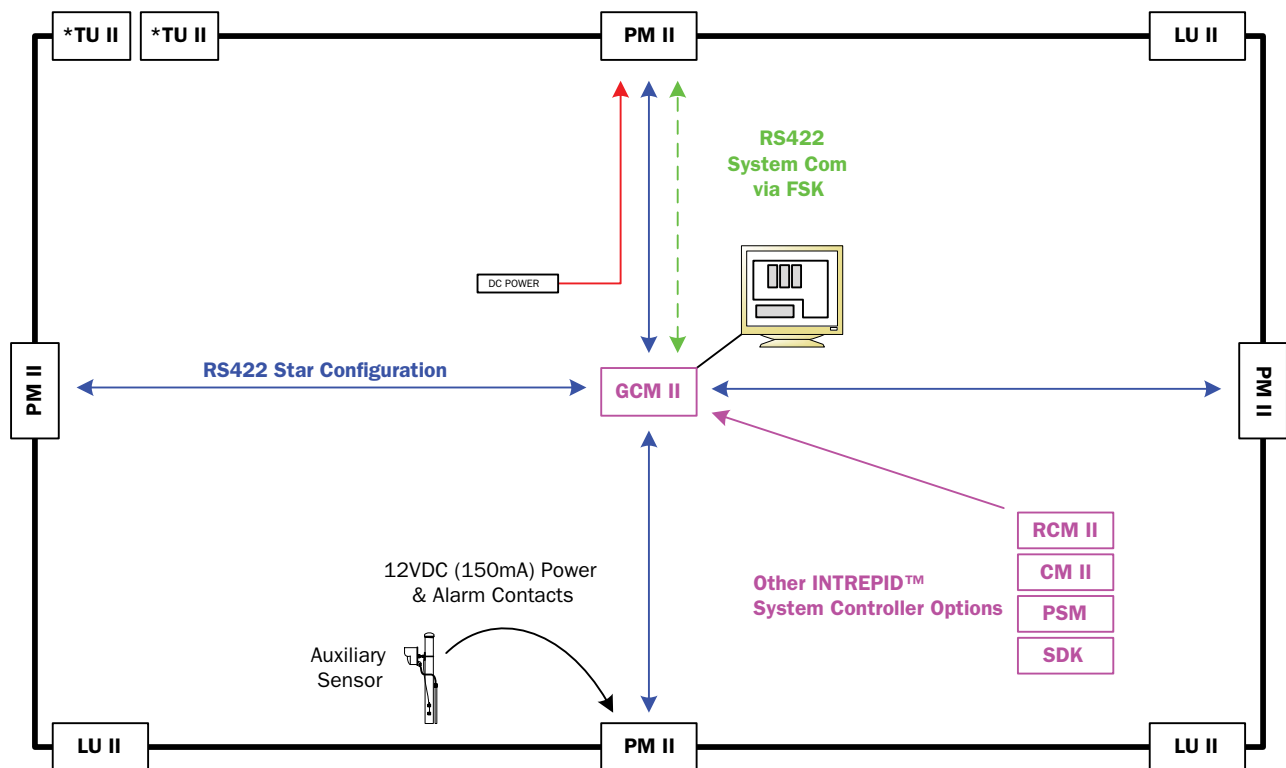 *TU II
*TU II
PM II
LU II
RS422
System Com
via FSK
DC POWER
PM II
RS422 Star Configuration
GCM II
PM II
RCM II
CM II
PSM
SDK
Other INTREPID™
System Controller Options
12VDC (150mA) Power
& Alarm Contacts
Auxiliary
Sensor
LU II
PM II
LU II